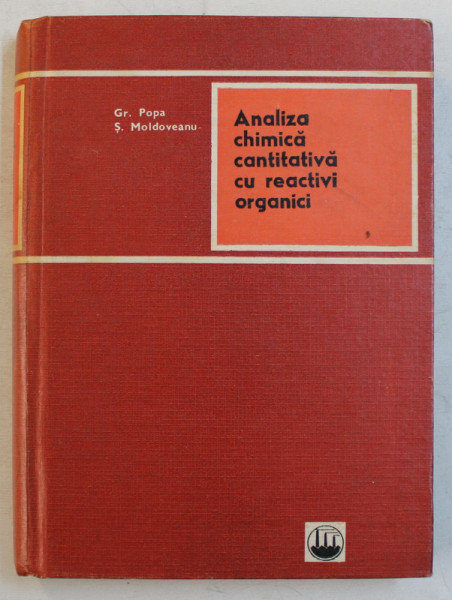 Gr. Popa
Ș. Moldoveanu
Analiza
chimică
cantitativă
cu reactivi
organici